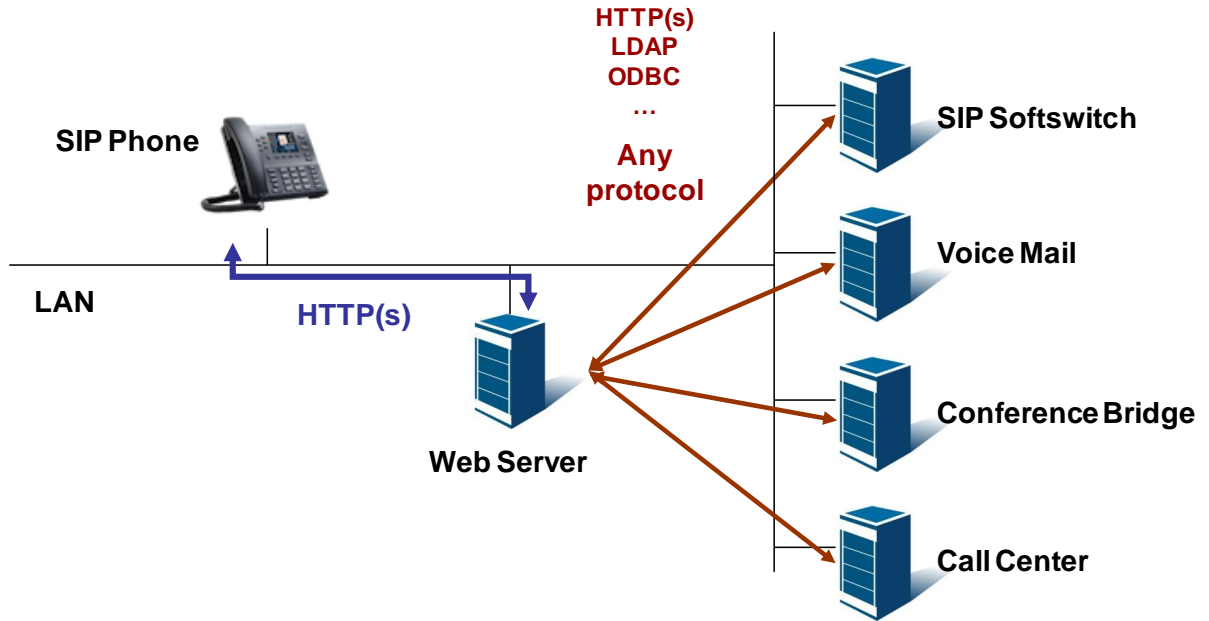 HTTP(s)
LDAP
ODBC
...
Any
protocol
SIP Phone
SIP Softswitch
Voice Mail
LAN
HTTP(s)
Web Server
Conference Bridge
Call Center